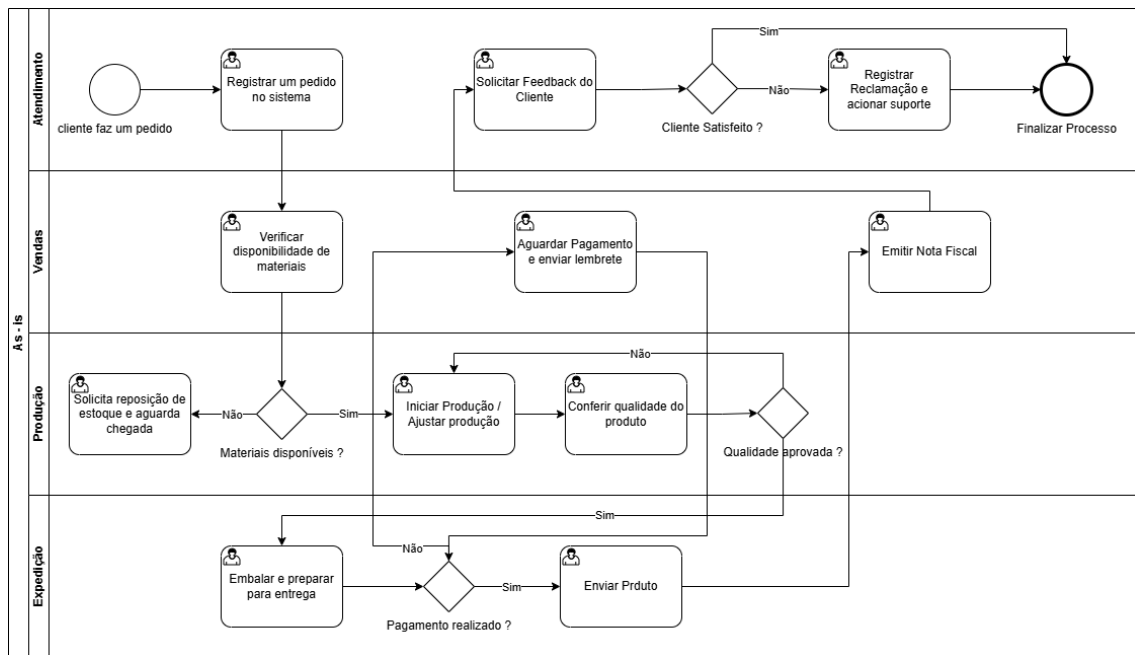 As - is
Atendimento
cliente faz um pedido
Registrar um pedido
no sistema
Solicitar Feedback do
Cliente
Cliente Satisfeito ?
Sim
Não
Registrar
Reclamação e
acionar suporte
Finalizar Processo
Vendas
Verificar
disponibilidade de
materiais
Aguardar Pagamento
e enviar lembrete
Emitir Nota Fiscal
Produção
Solicita reposição de
estoque e aguarda
chegada
Não
Materiais disponíveis ?
Sim
Iniciar Produção /
Ajustar produção
Conferir qualidade do
produto
Não
Qualidade aprovada ?
Expedição
Sim
Embalar e preparar
para entrega
Não
Pagamento realizado ?
Sim
Enviar Prduto